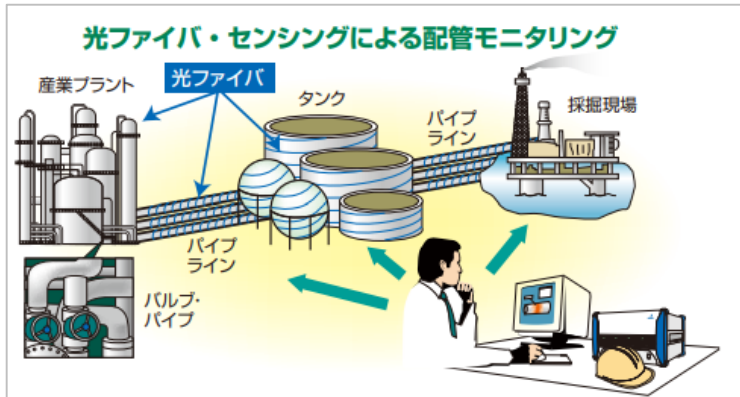 光ファイバ・センシングによる配管モニタリング
産業プラント
光ファイバ
タンク
パイプ
ライン
採掘現場
パイプ
ライン
バルブ・
パイプ